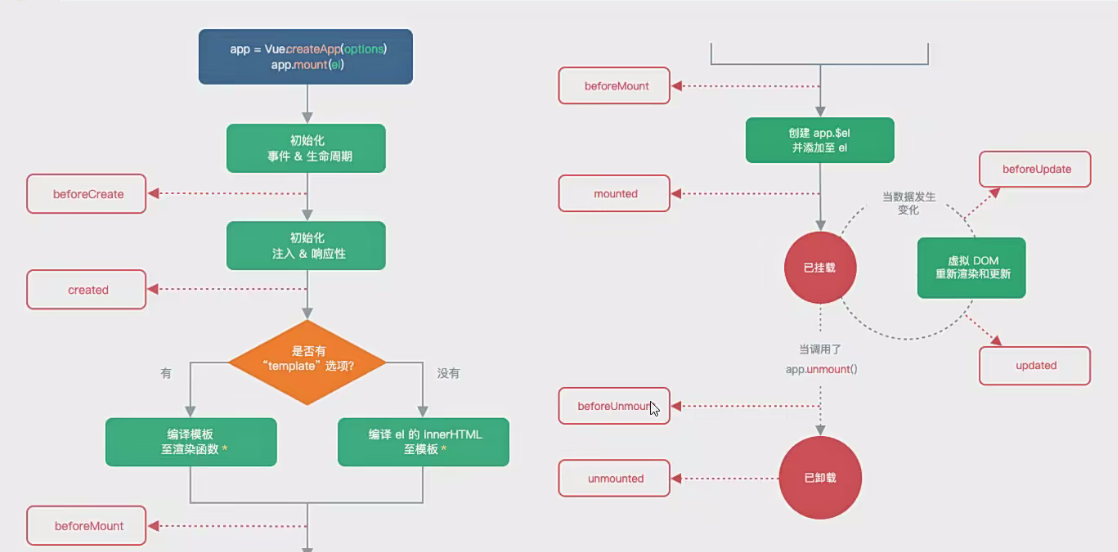 app = Vue.createApp(options)
app.mount(el)
初始化
事件 & 生命周期
beforeCreate
初始化
注入 & 响应性
created
是否有
“template” 选项?
有
没有
编译模板
至渲染函数 *
编译 el 的 innerHTML
至模板 *
beforeMount
beforeMount
创建 app.$el
并添加至 el
mounted
beforeUpdate
当数据发生
变化
已挂载
虚拟 DOM
重新渲染和更新
当调用了
app.unmount()
updated
beforeUnmount
已卸载
unmounted